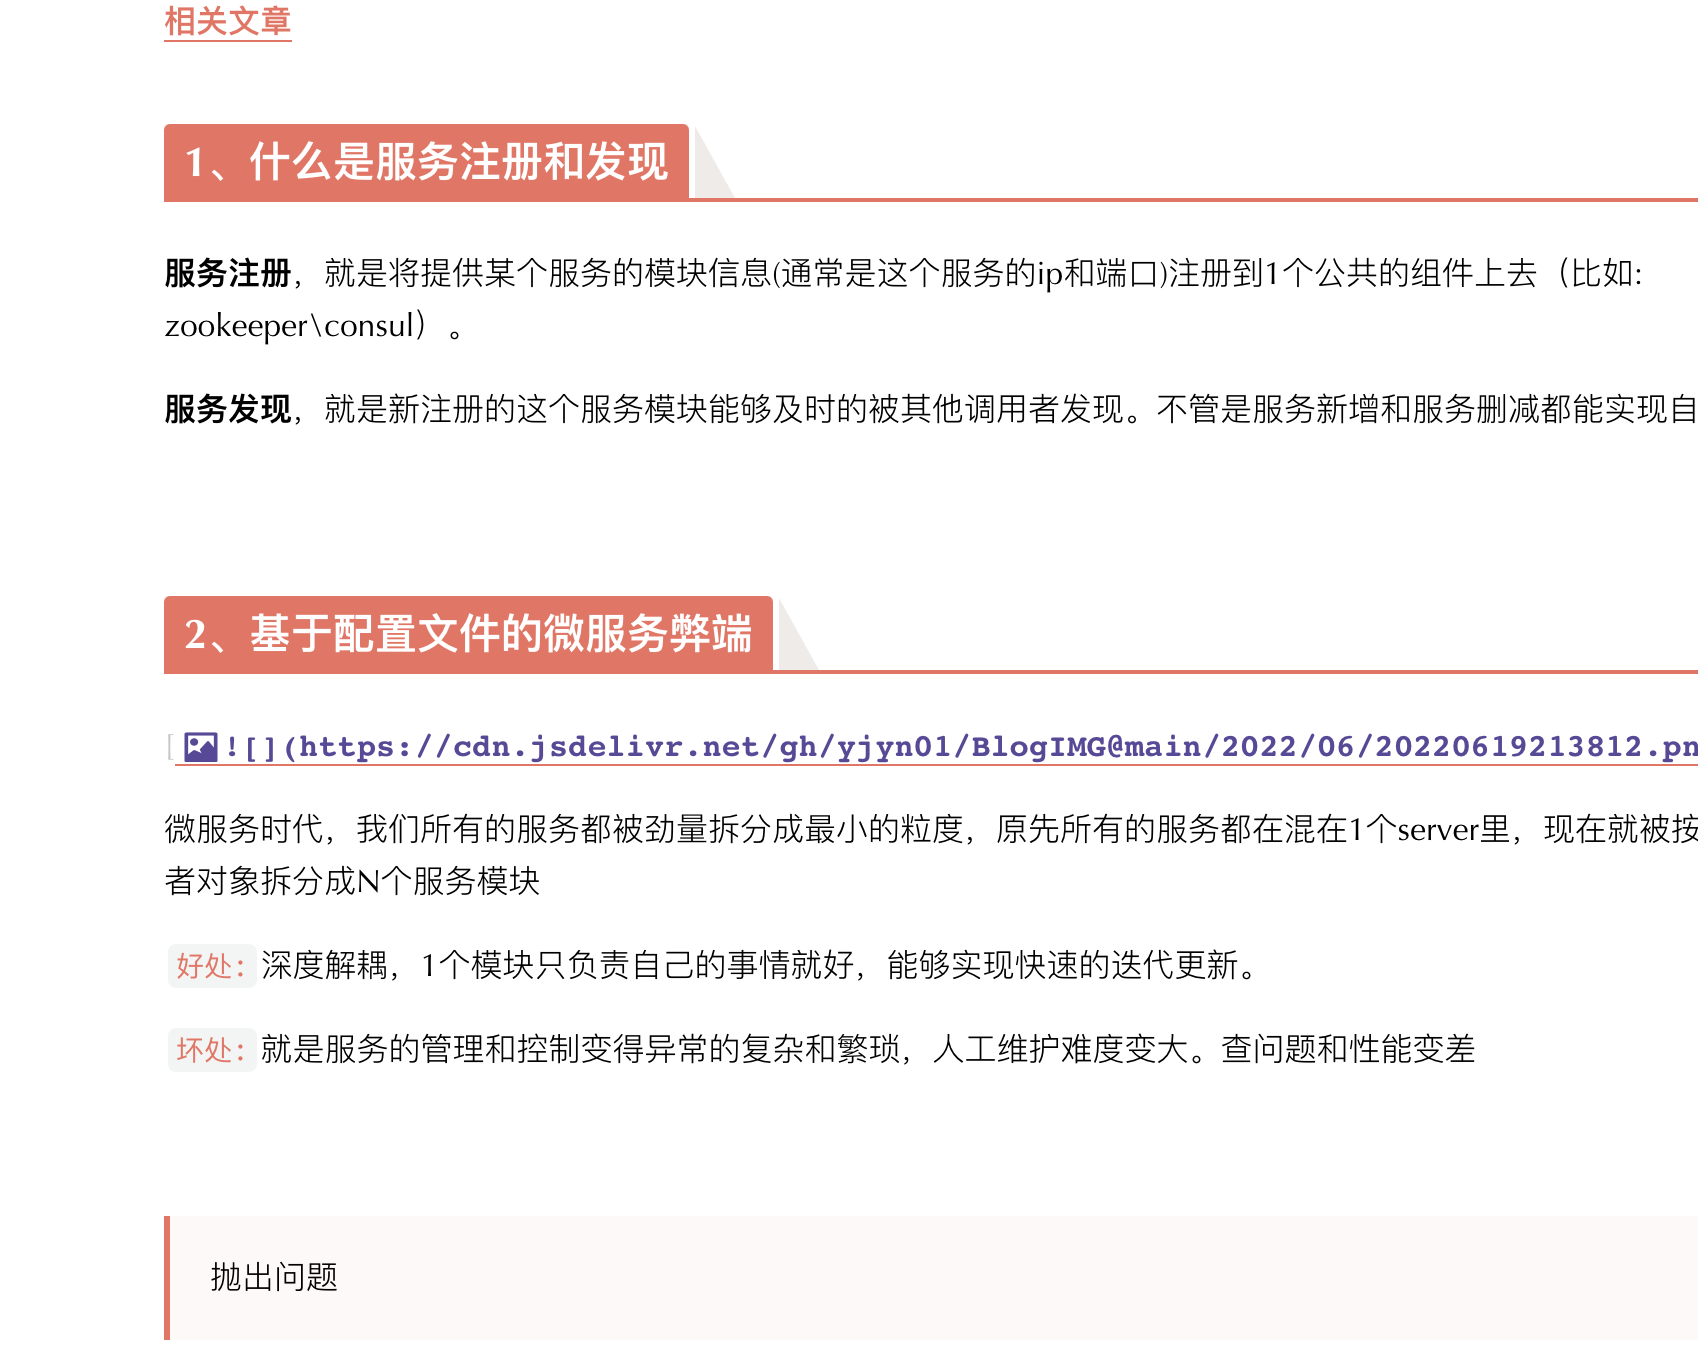 相关文章
1、什么是服务注册和发现
服务注册，就是将提供某个服务的模块信息(通常是这个服务的ip和端口)注册到1个公共的组件上去（比如:
zookeeper\consul）。
服务发现，就是新注册的这个服务模块能够及时的被其他调用者发现。不管是服务新增和服务删减都能实现自
2、基于配置文件的微服务弊端
[![](https://cdn.jsdelivr.net/gh/yjyn01/BlogIMG@main/2022/06/20220619213812.pn
微服务时代，我们所有的服务都被劲量拆分成最小的粒度，原先所有的服务都在混在1个server里，现在就被按
者对象拆分成N个服务模块
好处：深度解耦，1个模块只负责自己的事情就好，能够实现快速的迭代更新。
坏处：就是服务的管理和控制变得异常的复杂和繁琐，人工维护难度变大。查问题和性能变差
抛出问题